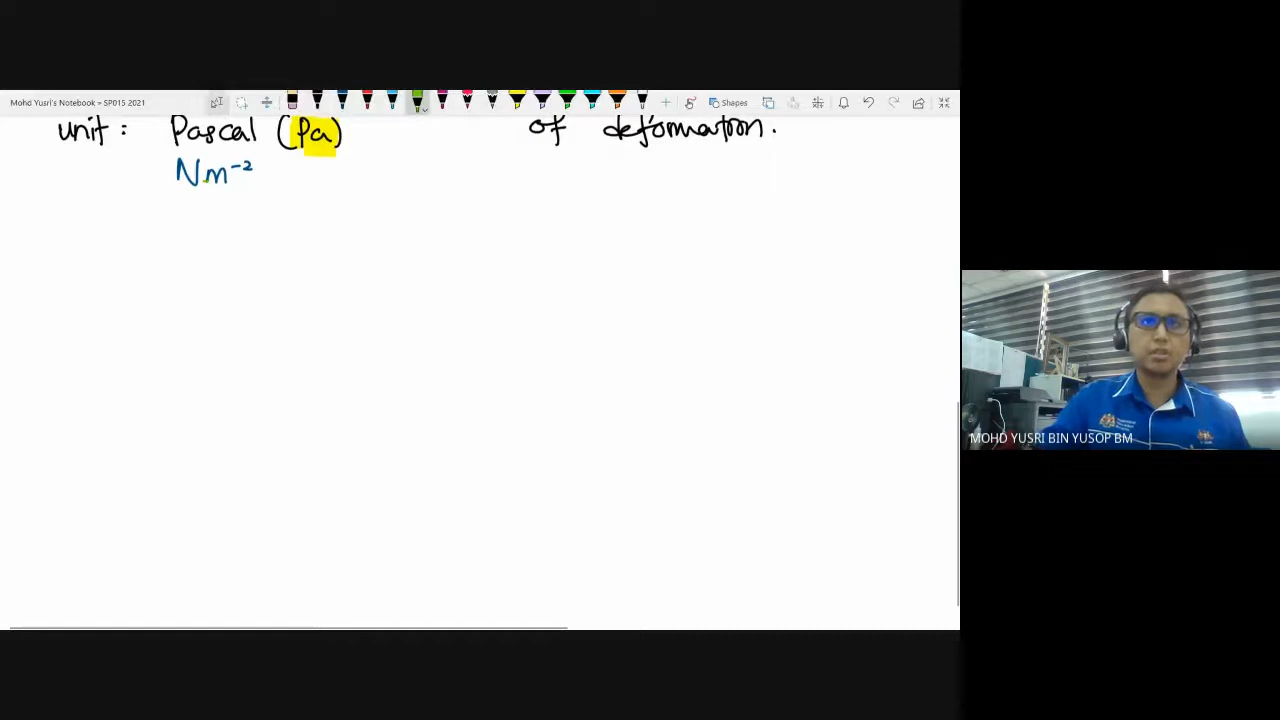 Mohd Yusri's Notebook » SP015 2021
Shapes
unit : Pascal (Pa)
of deformation.
Nm⁻²
MOHD YUSRI BIN YUSOP BM